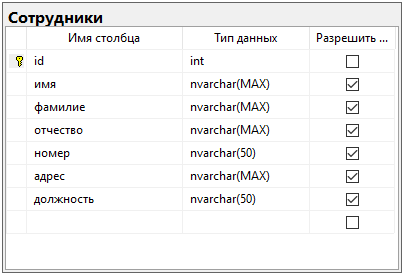 Сотрудники
Имя столбца Тип данных Разрешить ...
id int
имя nvarchar(MAX)
фамилие nvarchar(MAX)
отчество nvarchar(MAX)
номер nvarchar(50)
адрес nvarchar(MAX)
должность nvarchar(50)